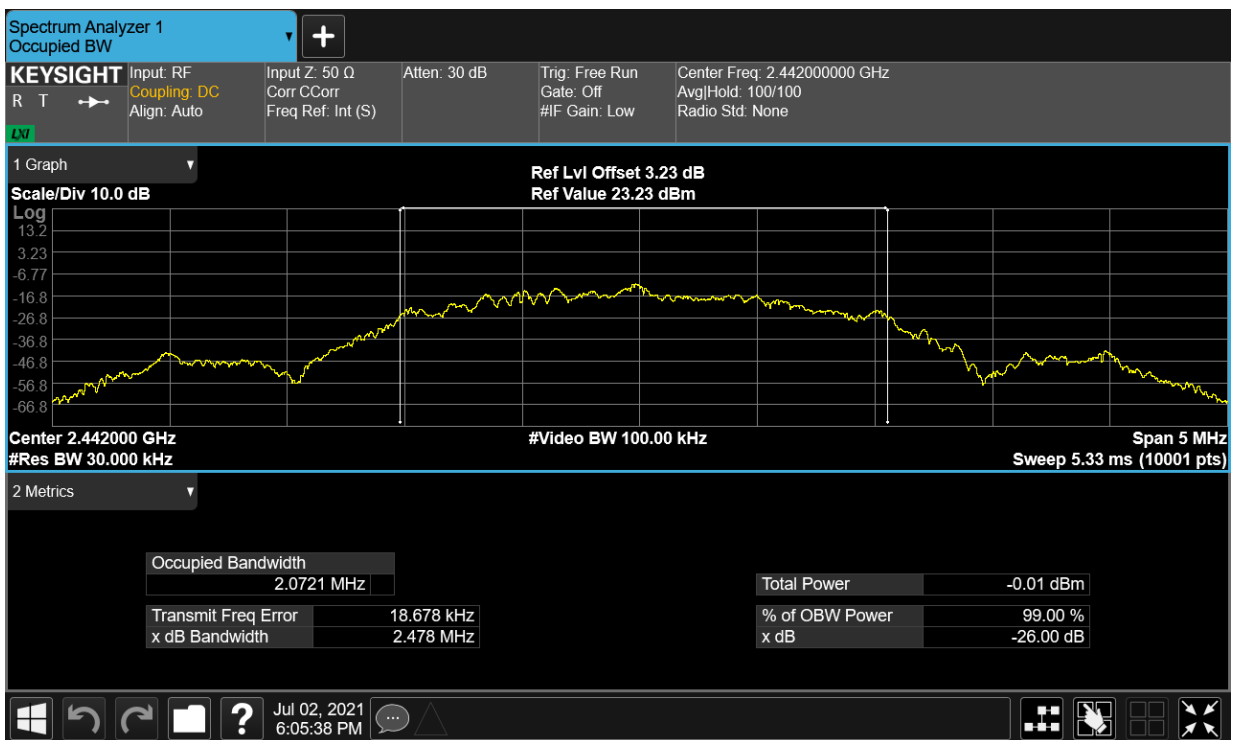 Spectrum Analyzer 1
Occupied BW
KEYSIGHT
R T
LXI
Input: RF
Coupling: DC
Align: Auto
Input Z: 50 Ω
Corr CCorr
Freq Ref: Int (S)
Atten: 30 dB
Trig: Free Run
Gate: Off
#IF Gain: Low
Center Freq: 2.442000000 GHz
Avg|Hold: 100/100
Radio Std: None
1 Graph
Scale/Div 10.0 dB
Ref Lvl Offset 3.23 dB
Ref Value 23.23 dBm
Log
13.2
3.23
-6.77
-16.8
-26.8
-36.8
-46.8
-56.8
-66.8
Center 2.442000 GHz
#Res BW 30.000 kHz
#Video BW 100.00 kHz
Span 5 MHz
Sweep 5.33 ms (10001 pts)
2 Metrics
Occupied Bandwidth
2.0721 MHz
Transmit Freq Error 18.678 kHz
x dB Bandwidth 2.478 MHz
Total Power -0.01 dBm
% of OBW Power 99.00 %
x dB -26.00 dB
?
Jul 02, 2021
6:05:38 PM